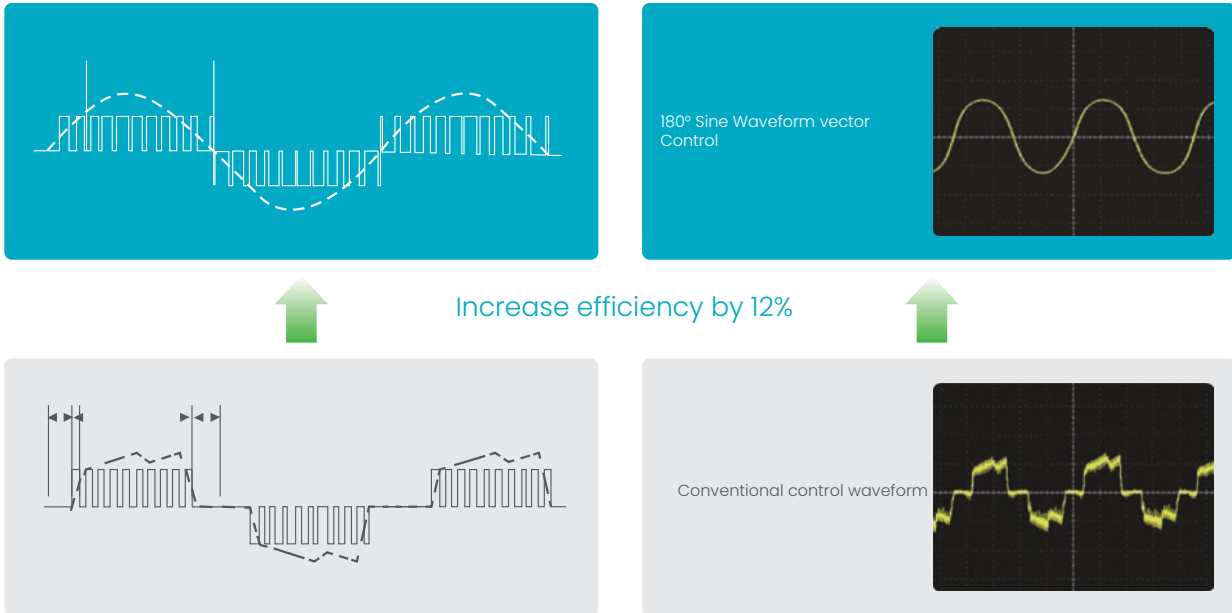 180° Sine Waveform vector
Control
Increase efficiency by 12%
Conventional control waveform